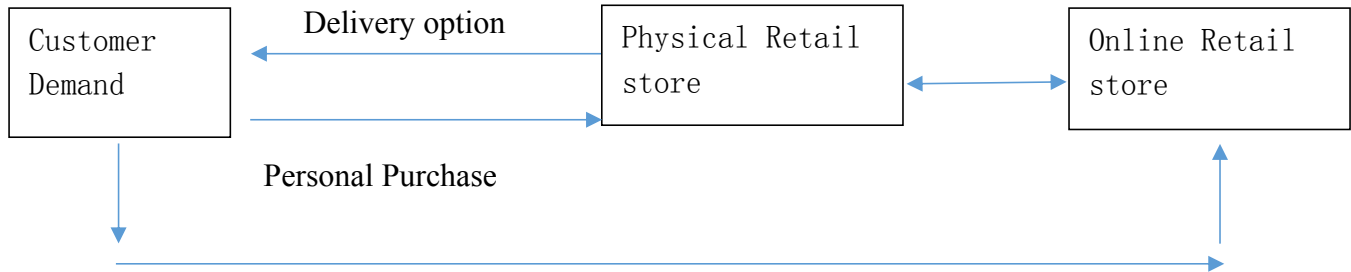 Delivery option
Customer
Demand
Physical Retail
store
Online Retail
store
Personal Purchase